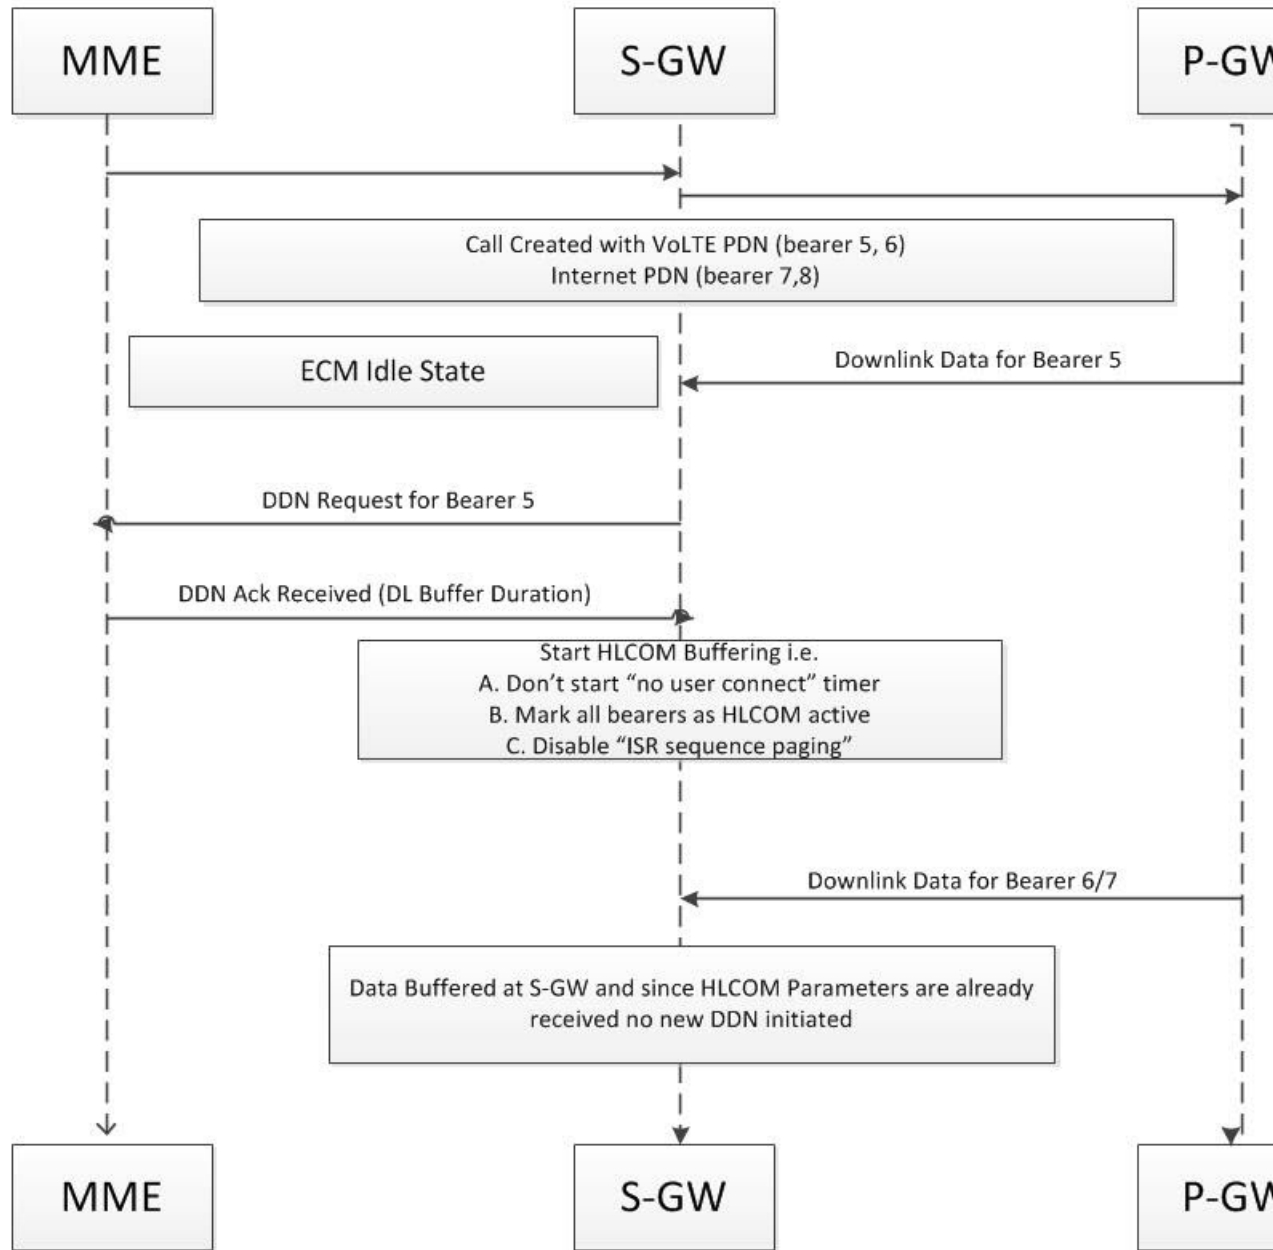 MME
S-GW
P-GW
Call Created with VoLTE PDN (bearer 5, 6)
Internet PDN (bearer 7,8)
ECM Idle State
Downlink Data for Bearer 5
DDN Request for Bearer 5
DDN Ack Received (DL Buffer Duration)
Start HLCOM Buffering i.e.
A. Don’t start “no user connect” timer
B. Mark all bearers as HLCOM active
C. Disable “ISR sequence paging”
Downlink Data for Bearer 6/7
Data Buffered at S-GW and since HLCOM Parameters are already
received no new DDN initiated
MME
S-GW
P-GW